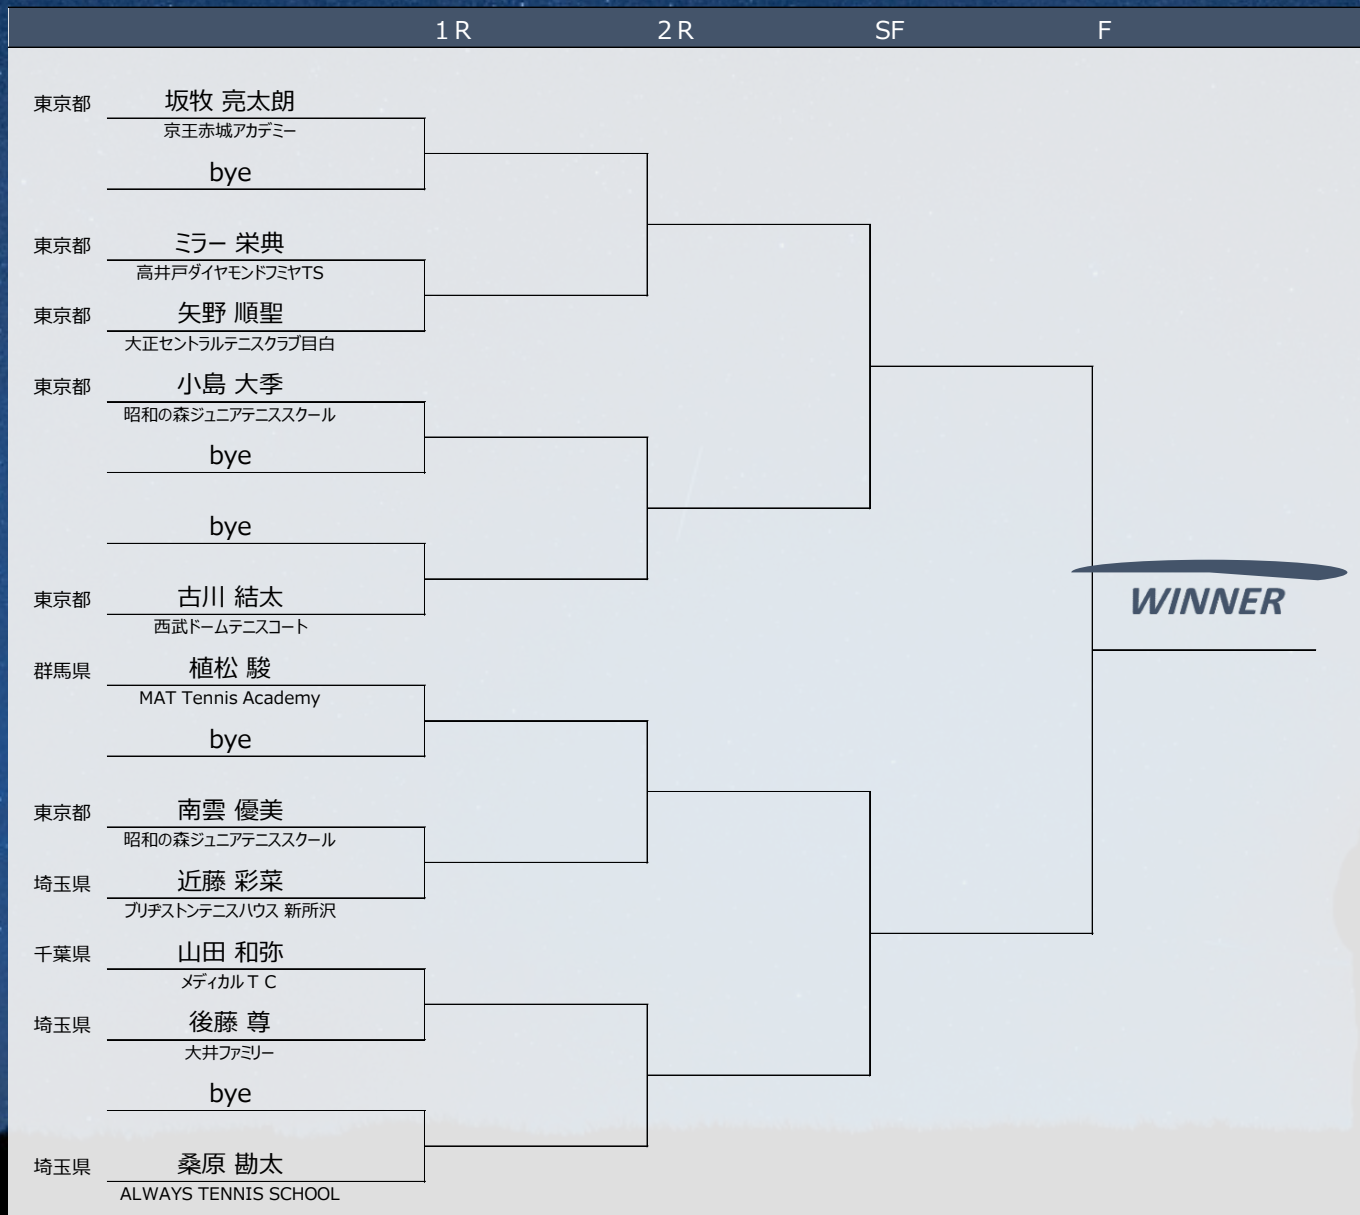 1R 2R SF F
東京都 坂牧 亮太朗
京王赤城アカデミー
bye
東京都 ミラー 栄典
高井戸ダイヤモンドフミヤTS
東京都 矢野 順聖
大正セントラルテニスクラブ目白
東京都 小島 大季
昭和の森ジュニアテニススクール
bye
bye
東京都 古川 結太
西武ドームテニスコート
WINNER
群馬県 植松 駿
MAT Tennis Academy
bye
東京都 南雲 優美
昭和の森ジュニアテニススクール
埼玉県 近藤 彩菜
ブリヂストンテニスハウス 新所沢
千葉県 山田 和弥
メディカルTC
埼玉県 後藤 尊
大井ファミリー
bye
埼玉県 桑原 勘太
ALWAYS TENNIS SCHOOL